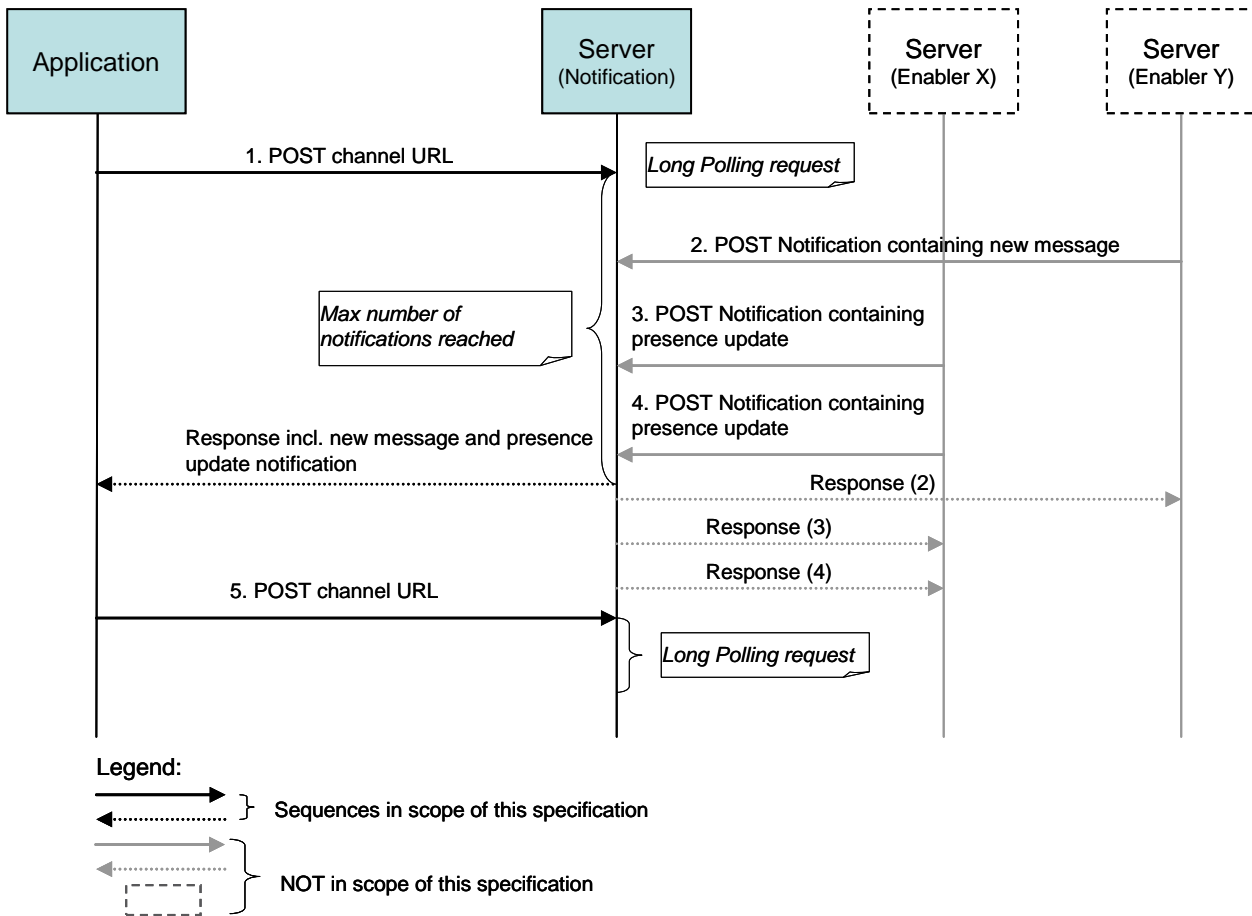 Application
Server
(Notification)
Server
(Enabler X)
Server
(Enabler Y)
1. POST channel URL
Long Polling request
2. POST Notification containing new message
Max number of
notifications reached
3. POST Notification containing
presence update
4. POST Notification containing
presence update
Response incl. new message and presence
update notification
Response (2)
Response (3)
Response (4)
5. POST channel URL
Long Polling request
Legend:
Sequences in scope of this specification
NOT in scope of this specification